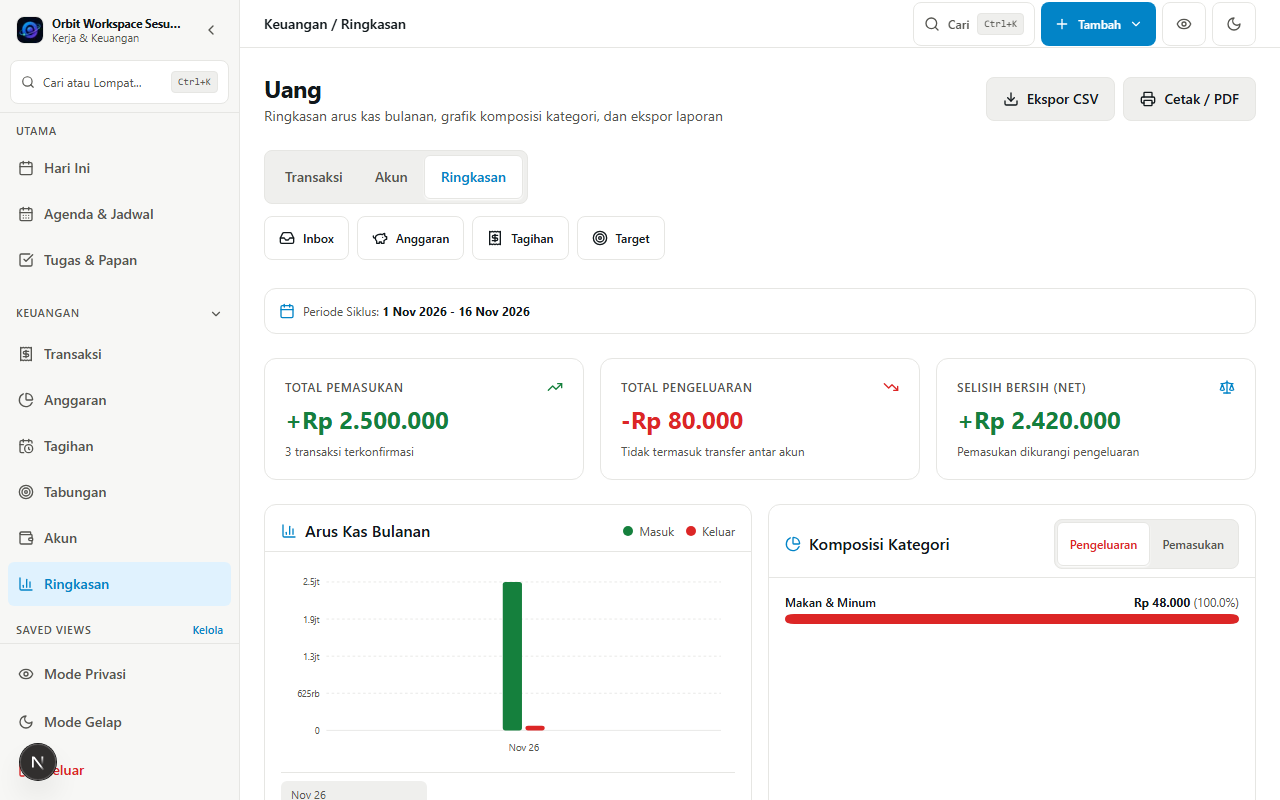 Orbit Workspace Sesu...
Kerja & Keuangan
Cari atau Lompat... Ctrl+K
UTAMA
Hari Ini
Agenda & Jadwal
Tugas & Papan
KEUANGAN
Transaksi
Anggaran
Tagihan
Tabungan
Akun
Ringkasan
SAVED VIEWS Kelola
Mode Privasi
Mode Gelap
N
eluar
Keuangan / Ringkasan
Cari Ctrl+K
Tambah
Uang
Ringkasan arus kas bulanan, grafik komposisi kategori, dan ekspor laporan
Ekspor CSV
Cetak / PDF
Transaksi Akun Ringkasan
Inbox Anggaran Tagihan Target
Periode Siklus: 1 Nov 2026 - 16 Nov 2026
TOTAL PEMASUKAN
+Rp 2.500.000
3 transaksi terkonfirmasi
TOTAL PENGELUARAN
-Rp 80.000
Tidak termasuk transfer antar akun
SELISIH BERSIH (NET)
+Rp 2.420.000
Pemasukan dikurangi pengeluaran
Arus Kas Bulanan
Masuk Keluar
2.5jt
1.9jt
1.3jt
625rb
0
Nov 26
Nov 26
Komposisi Kategori
Pengeluaran Pemasukan
Makan & Minum Rp 48.000 (100.0%)